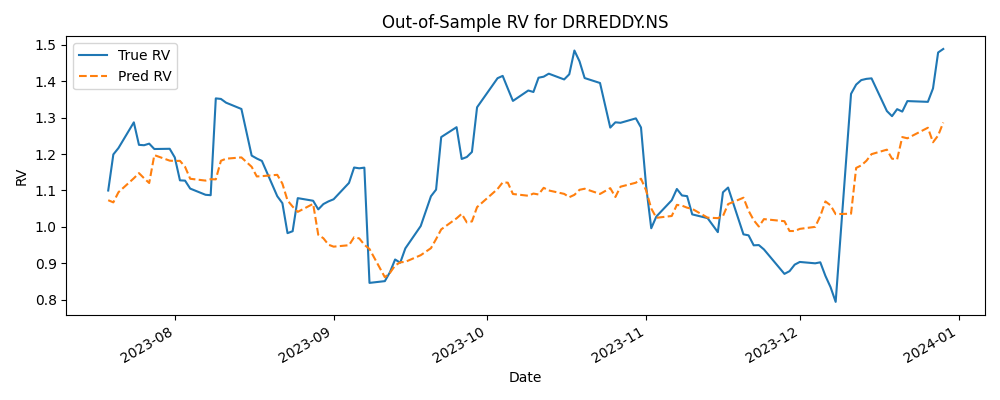 Out-of-Sample RV for DRREDDY.NS
True RV
Pred RV
RV
1.5
1.4
1.3
1.2
1.1
1.0
0.9
0.8
2023-08
2023-09
2023-10
2023-11
2023-12
2024-01
Date